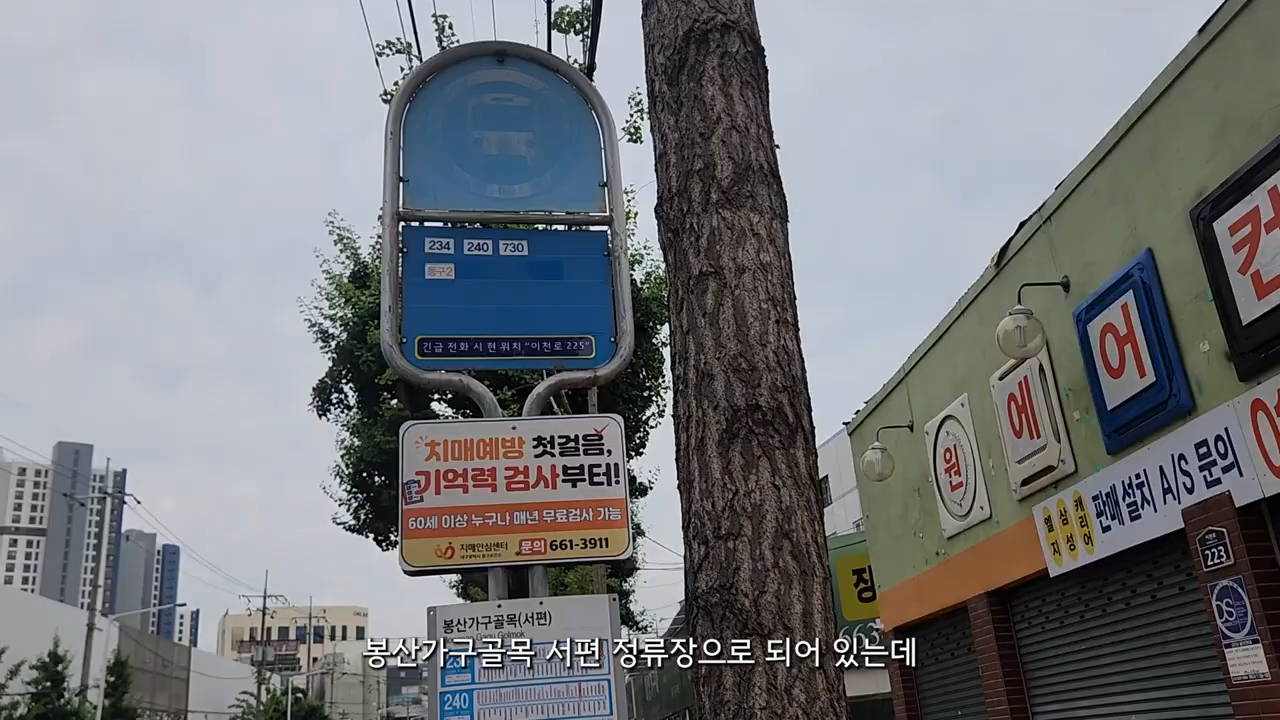 234 240 730
동구2
긴급 전화 시 현 위치 "이천로 225"
치매예방 첫걸음,
기억력 검사부터!
60세 이상 누구나 매년 무료검사 가능
치매안심센터
문의 661-3911
봉산가구골목(서편)
240
봉산가구골목 서편 정류장으로 되어 있는데
원
에
어
컨
엘지
삼성
캐리어
판매 설치 A/S 문의
223
DS
663